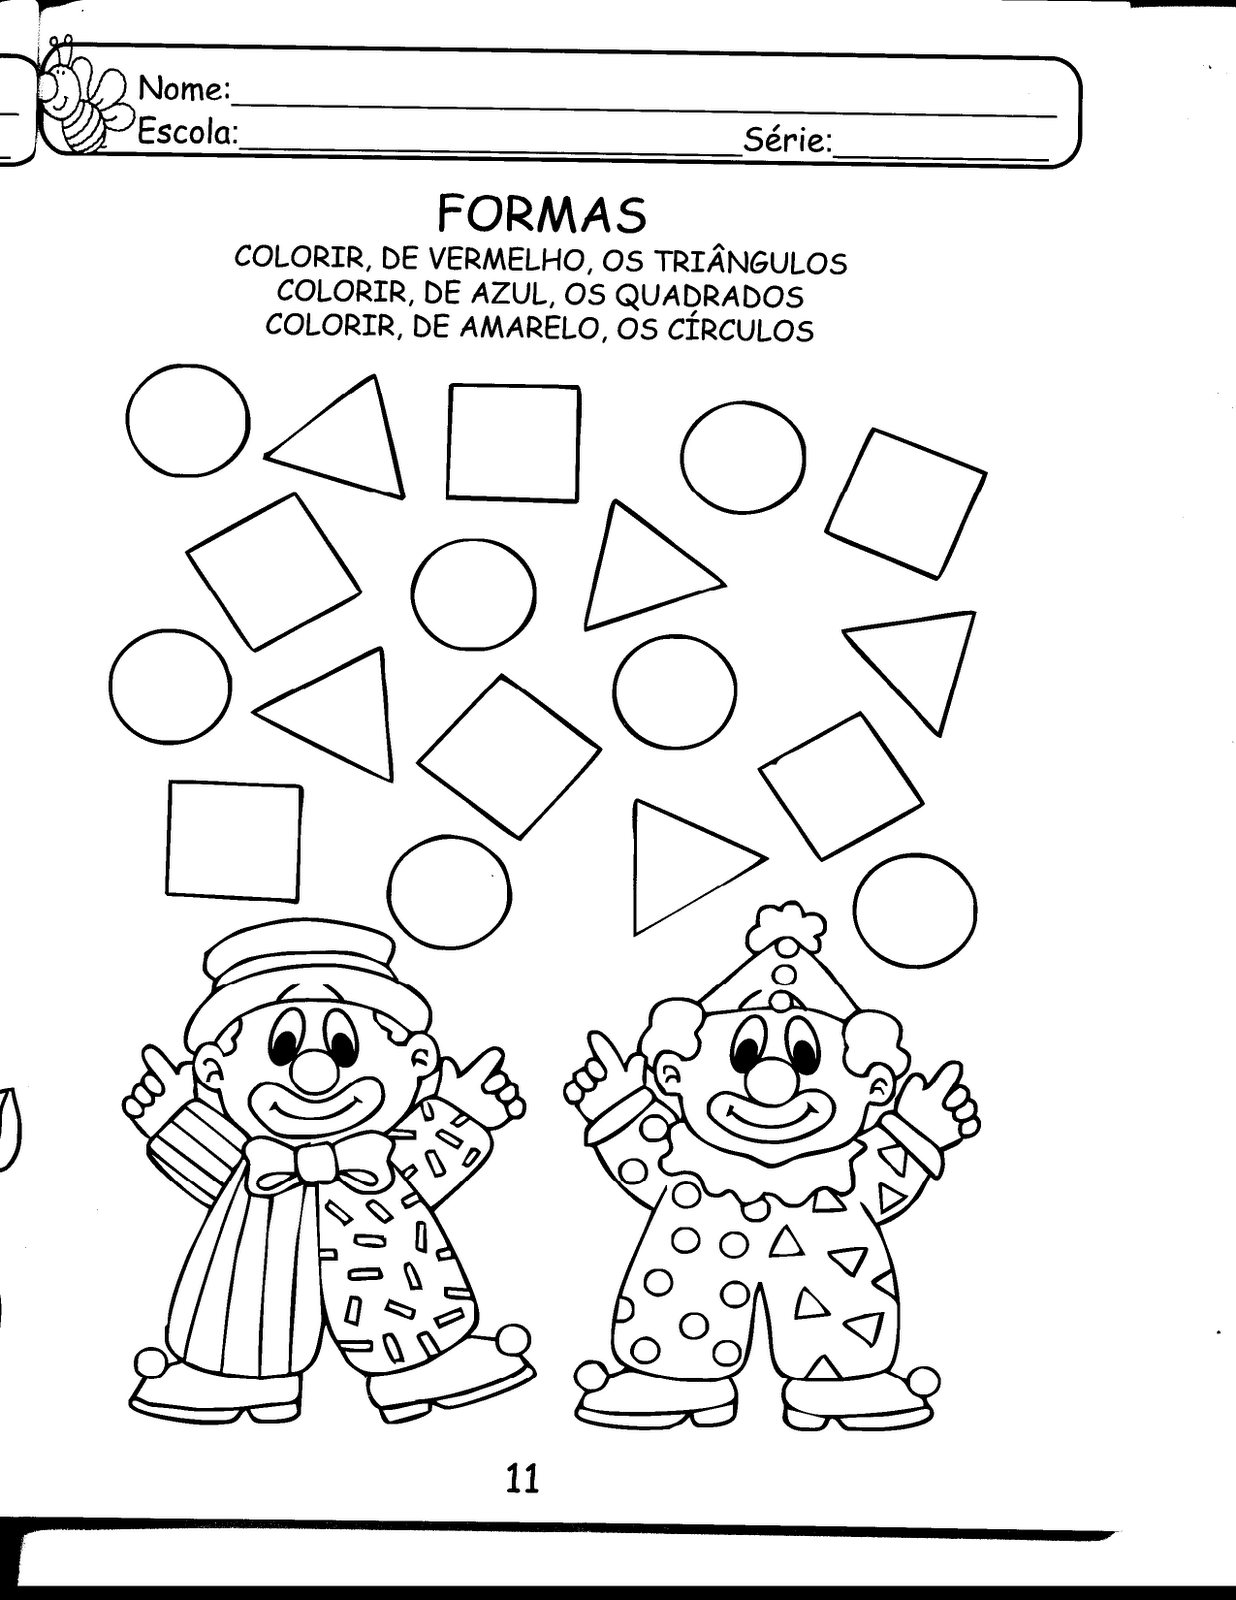 Nome:
Escola: Série:
FORMAS
COLORIR, DE VERMELHO, OS TRIÂNGULOS
COLORIR, DE AZUL, OS QUADRADOS
COLORIR, DE AMARELO, OS CÍRCULOS
11